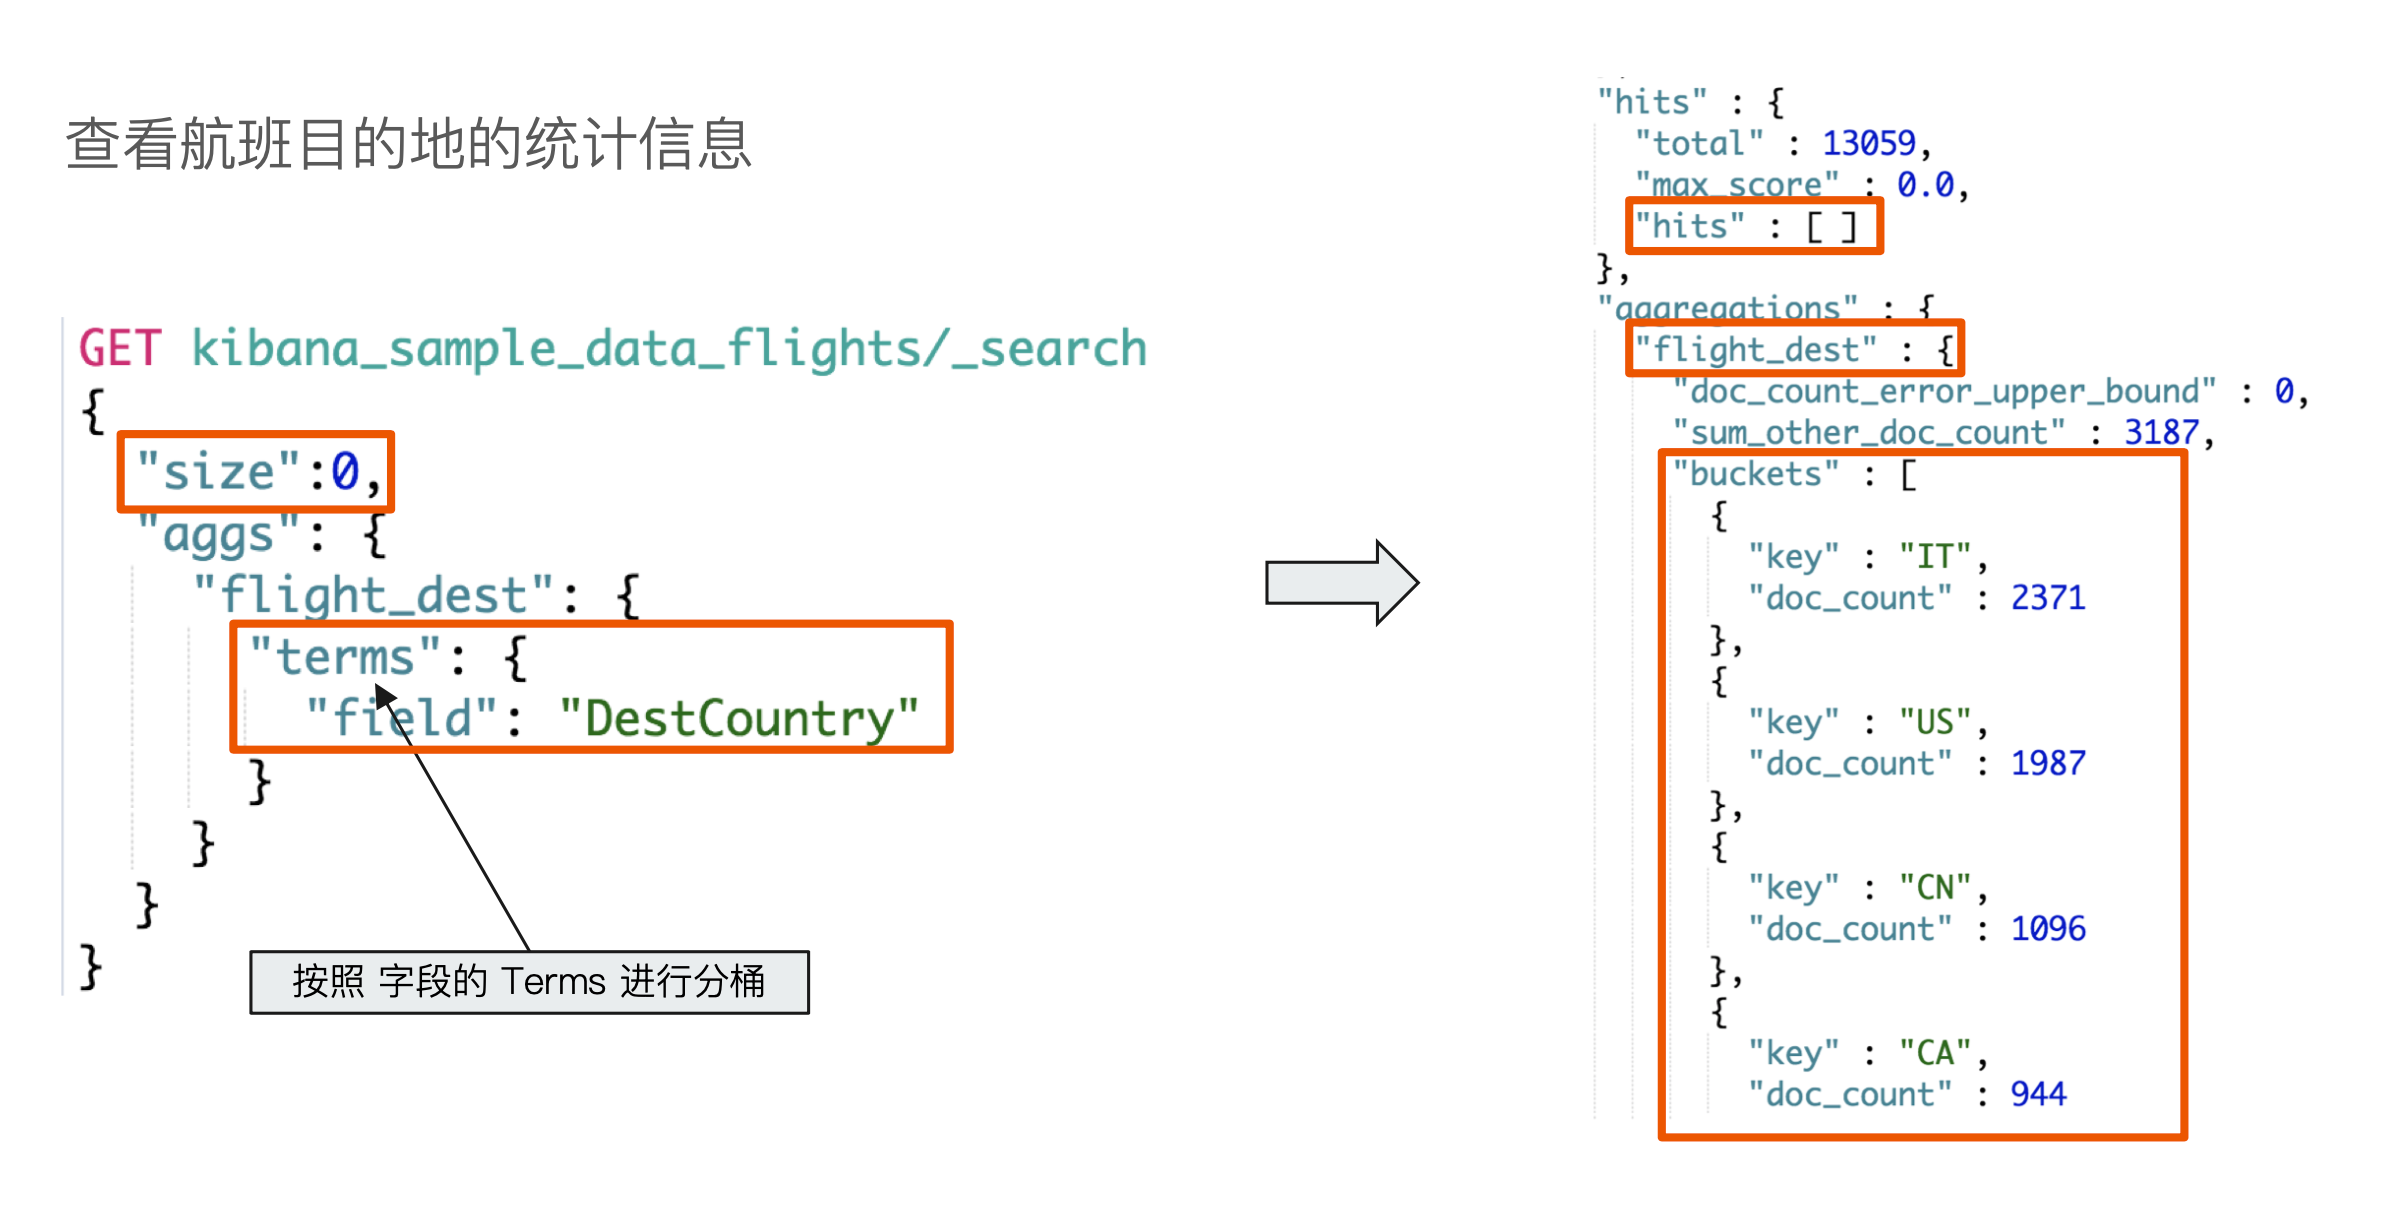 查看航班目的地的统计信息
GET kibana_sample_data_flights/_search
{
"size":0,
"aggs": {
"flight_dest": {
"terms": {
"field": "DestCountry"
}
}
}
}
按照 字段的 Terms 进行分桶
"hits" : {
"total" : 13059,
"max_score" : 0.0,
"hits" : [ ]
},
"aggregations" : {
"flight_dest" : {
"doc_count_error_upper_bound" : 0,
"sum_other_doc_count" : 3187,
"buckets" : [
{
"key" : "IT",
"doc_count" : 2371
},
{
"key" : "US",
"doc_count" : 1987
},
{
"key" : "CN",
"doc_count" : 1096
},
{
"key" : "CA",
"doc_count" : 944